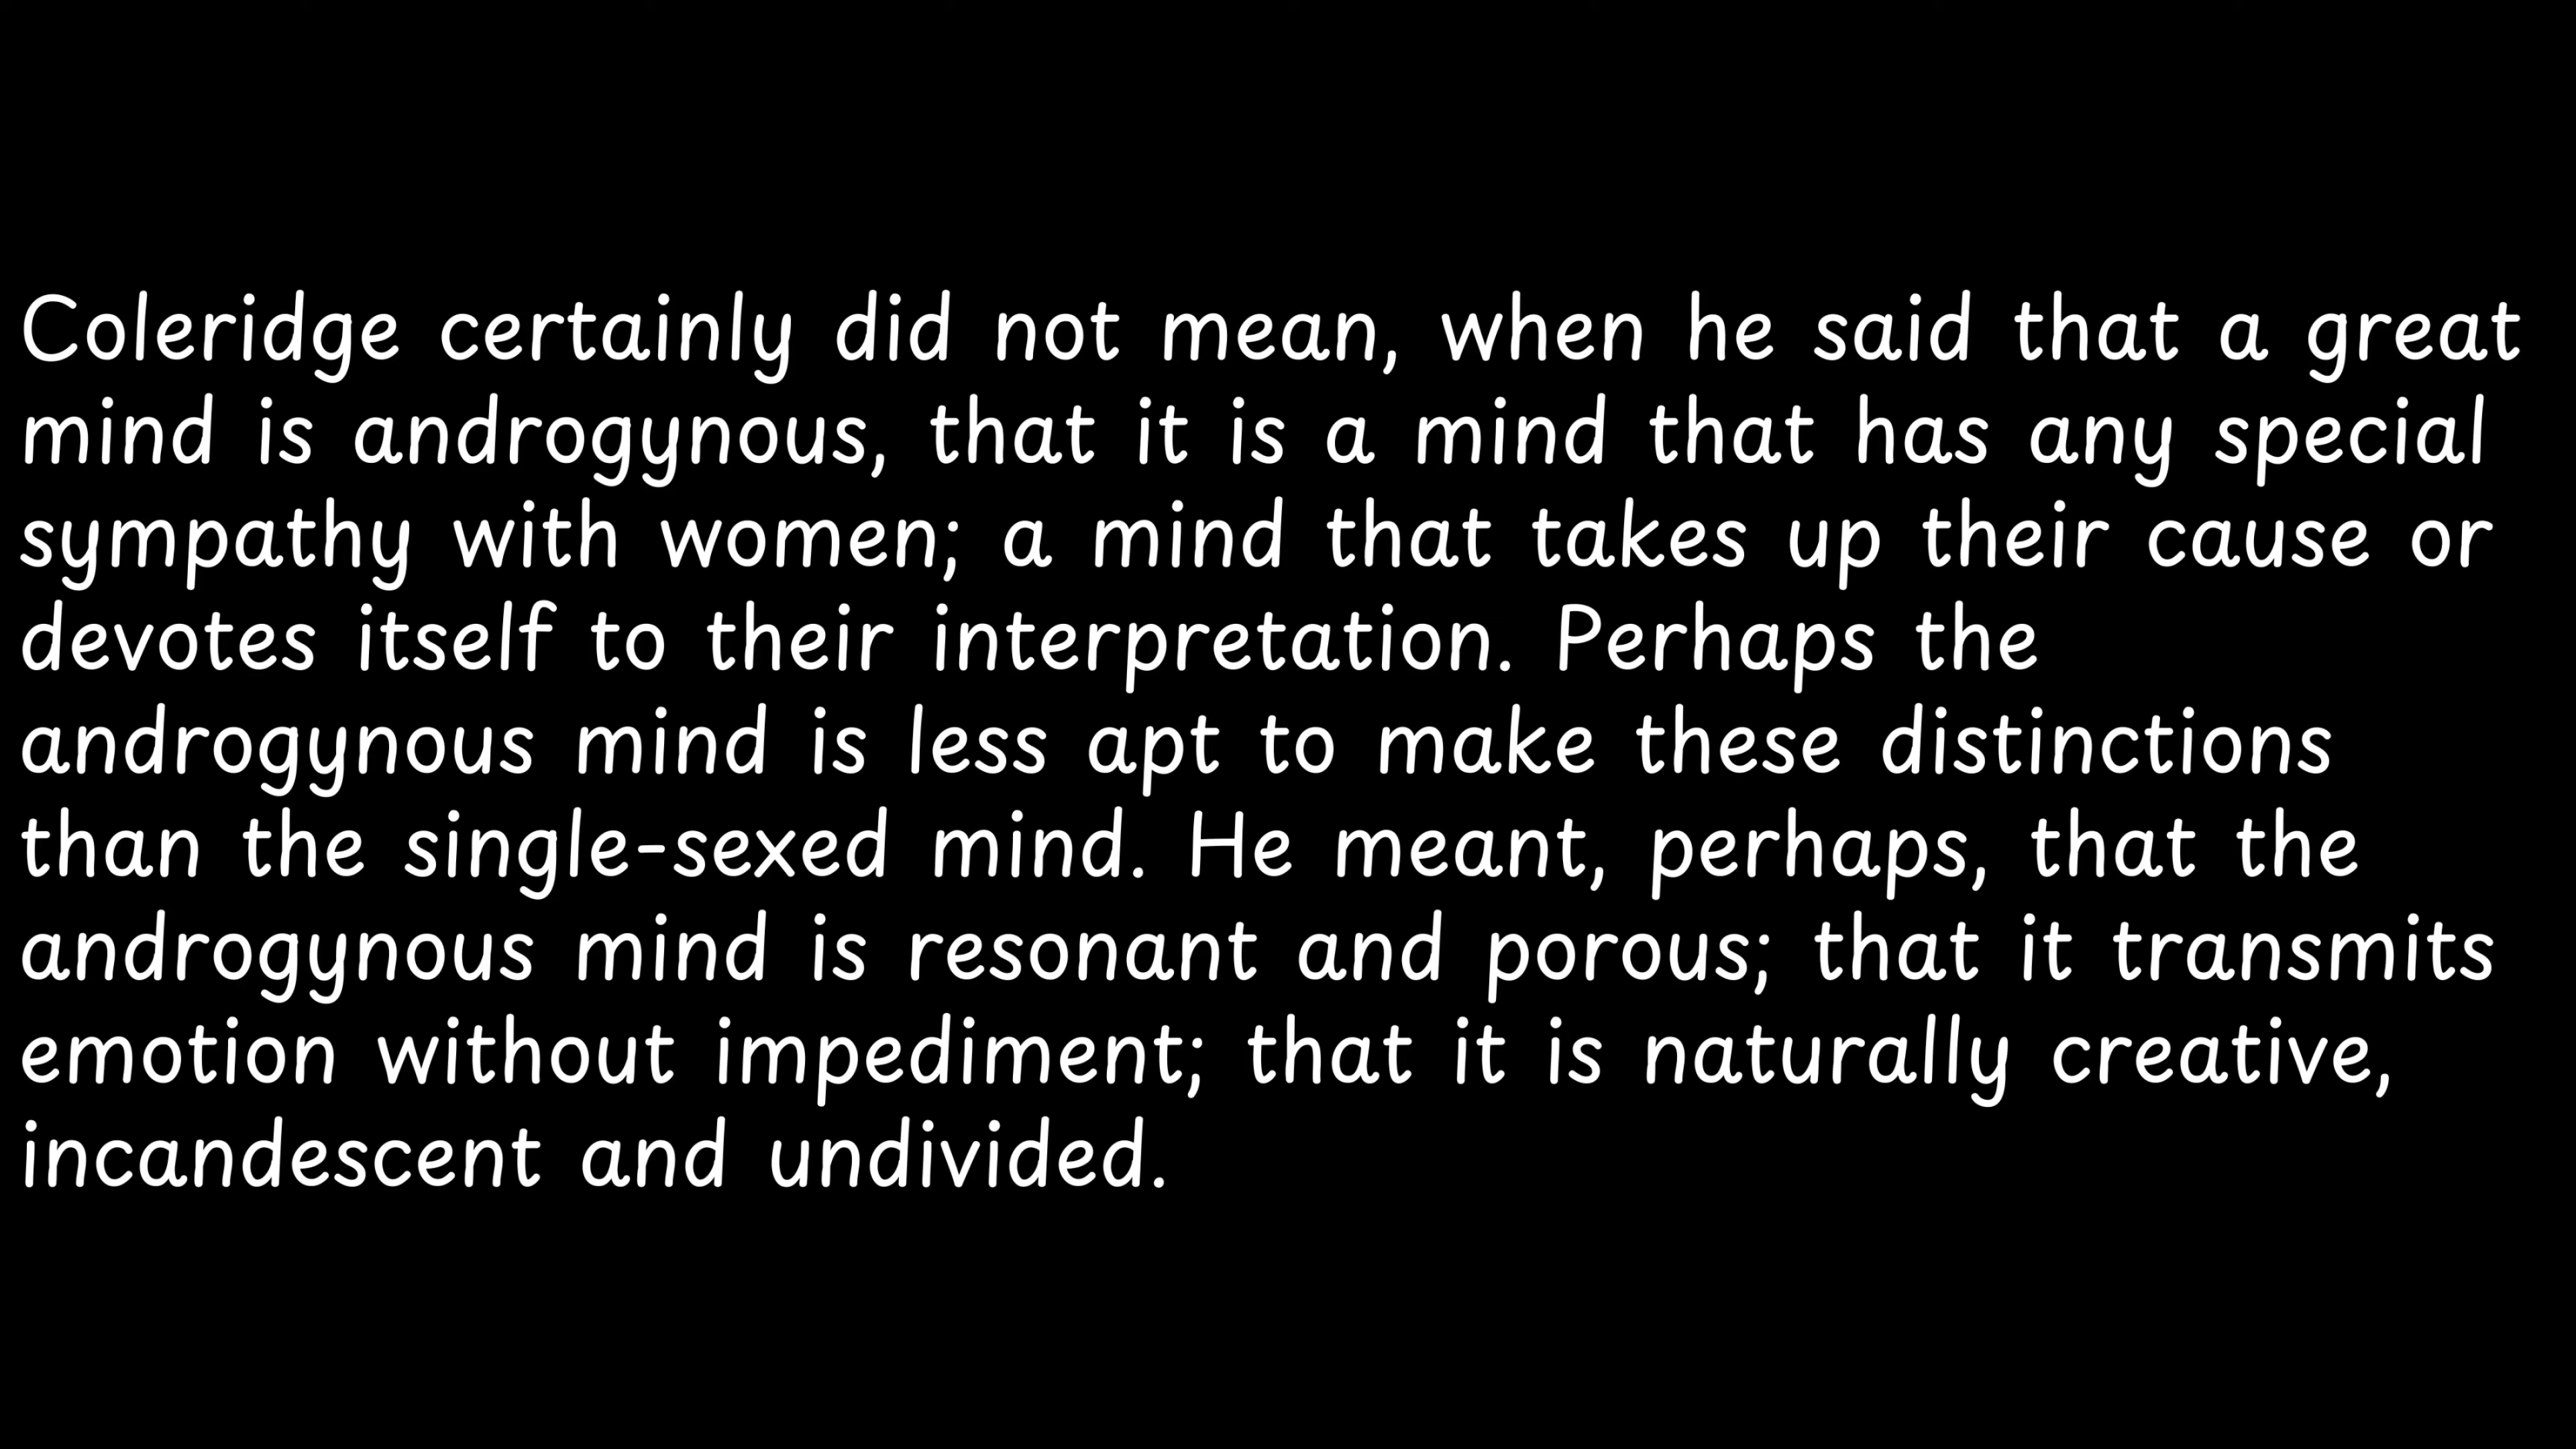 Coleridge certainly did not mean, when he said that a great
mind is androgynous, that it is a mind that has any special
sympathy with women; a mind that takes up their cause or
devotes itself to their interpretation. Perhaps the
androgynous mind is less apt to make these distinctions
than the single-sexed mind. He meant, perhaps, that the
androgynous mind is resonant and porous; that it transmits
emotion without impediment; that it is naturally creative,
incandescent and undivided.